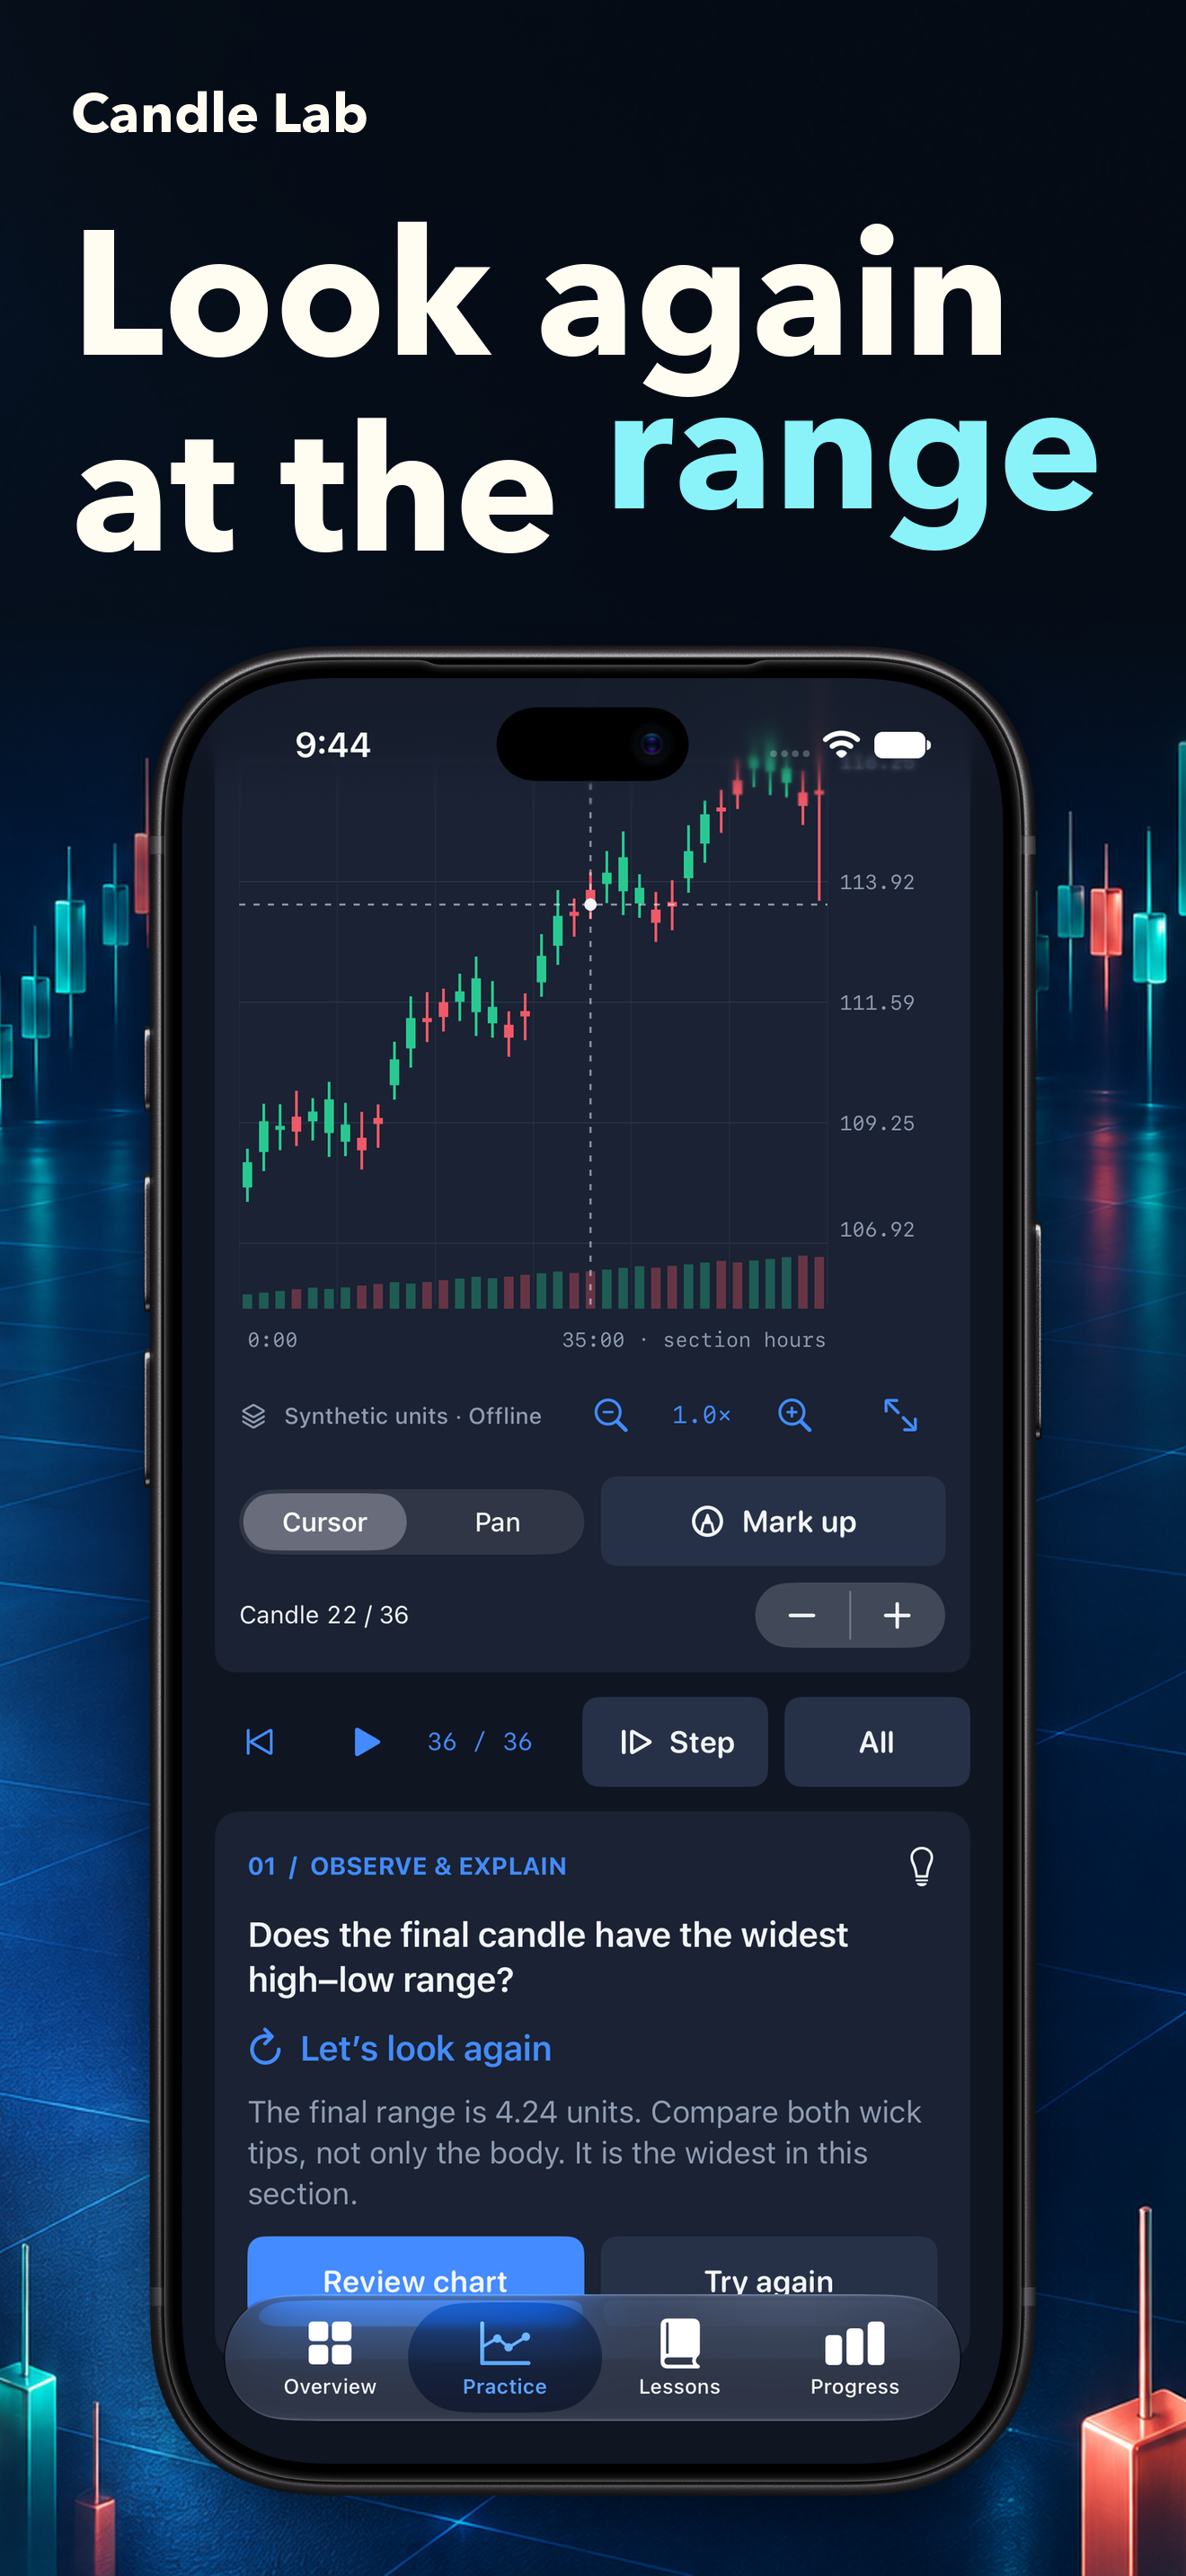 Candle Lab
Look again
at the range
9:44
113.92
111.59
109.25
106.92
0:00
35:00 · section hours
Synthetic units · Offline
1.0×
Cursor
Pan
Mark up
Candle 22 / 36
36 / 36
Step
All
01 / OBSERVE & EXPLAIN
Does the final candle have the widest
high–low range?
Let’s look again
The final range is 4.24 units. Compare both wick
tips, not only the body. It is the widest in this
section.
Review chart
Try again
Overview
Practice
Lessons
Progress